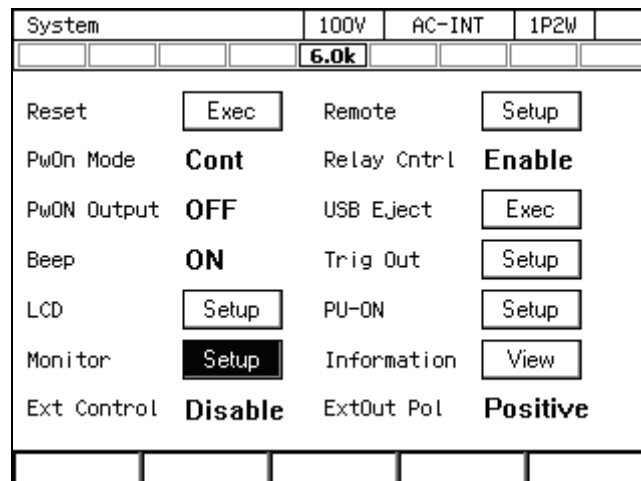 System 100V AC-INT 1P2W
6.0k
Reset Exec Remote Setup
PwOn Mode Cont Relay Cntrl Enable
PwON Output OFF USB Eject Exec
Beep ON Trig Out Setup
LCD Setup PU-ON Setup
Monitor Setup Information View
Ext Control Disable ExtOut Pol Positive